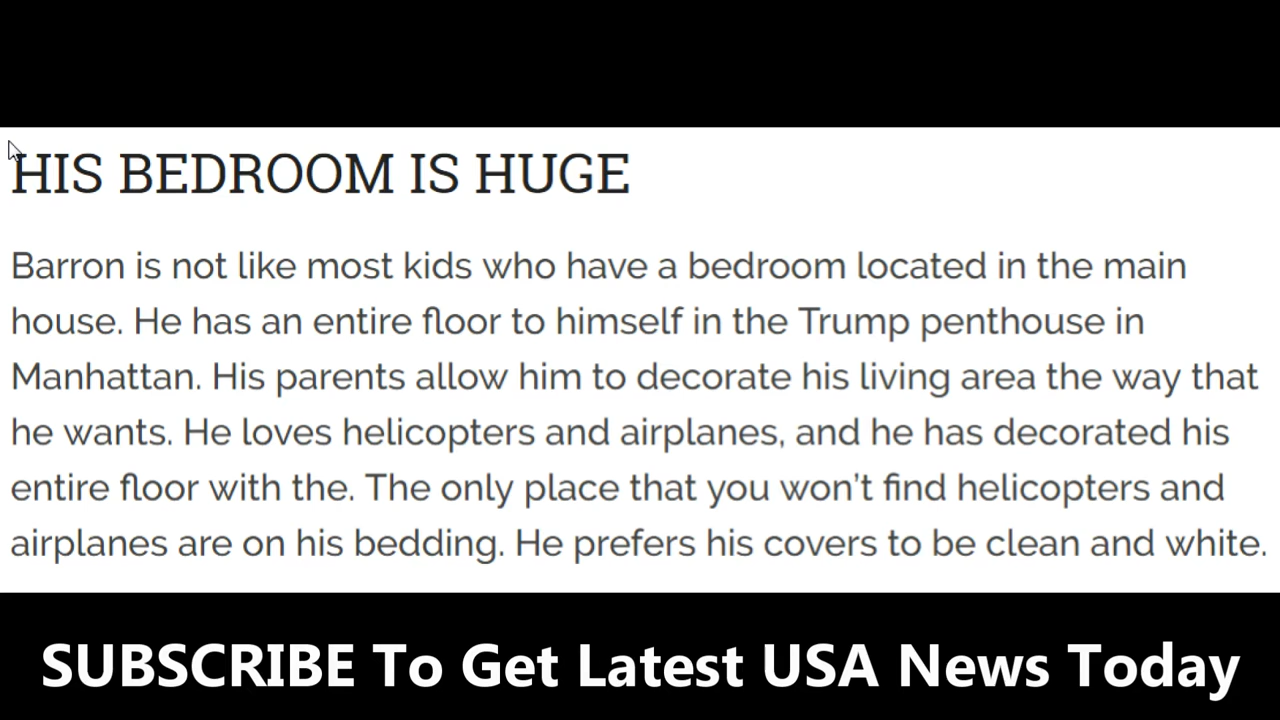 HIS BEDROOM IS HUGE
Barron is not like most kids who have a bedroom located in the main
house. He has an entire floor to himself in the Trump penthouse in
Manhattan. His parents allow him to decorate his living area the way that
he wants. He loves helicopters and airplanes, and he has decorated his
entire floor with the. The only place that you won’t find helicopters and
airplanes are on his bedding. He prefers his covers to be clean and white.
SUBSCRIBE To Get Latest USA News Today